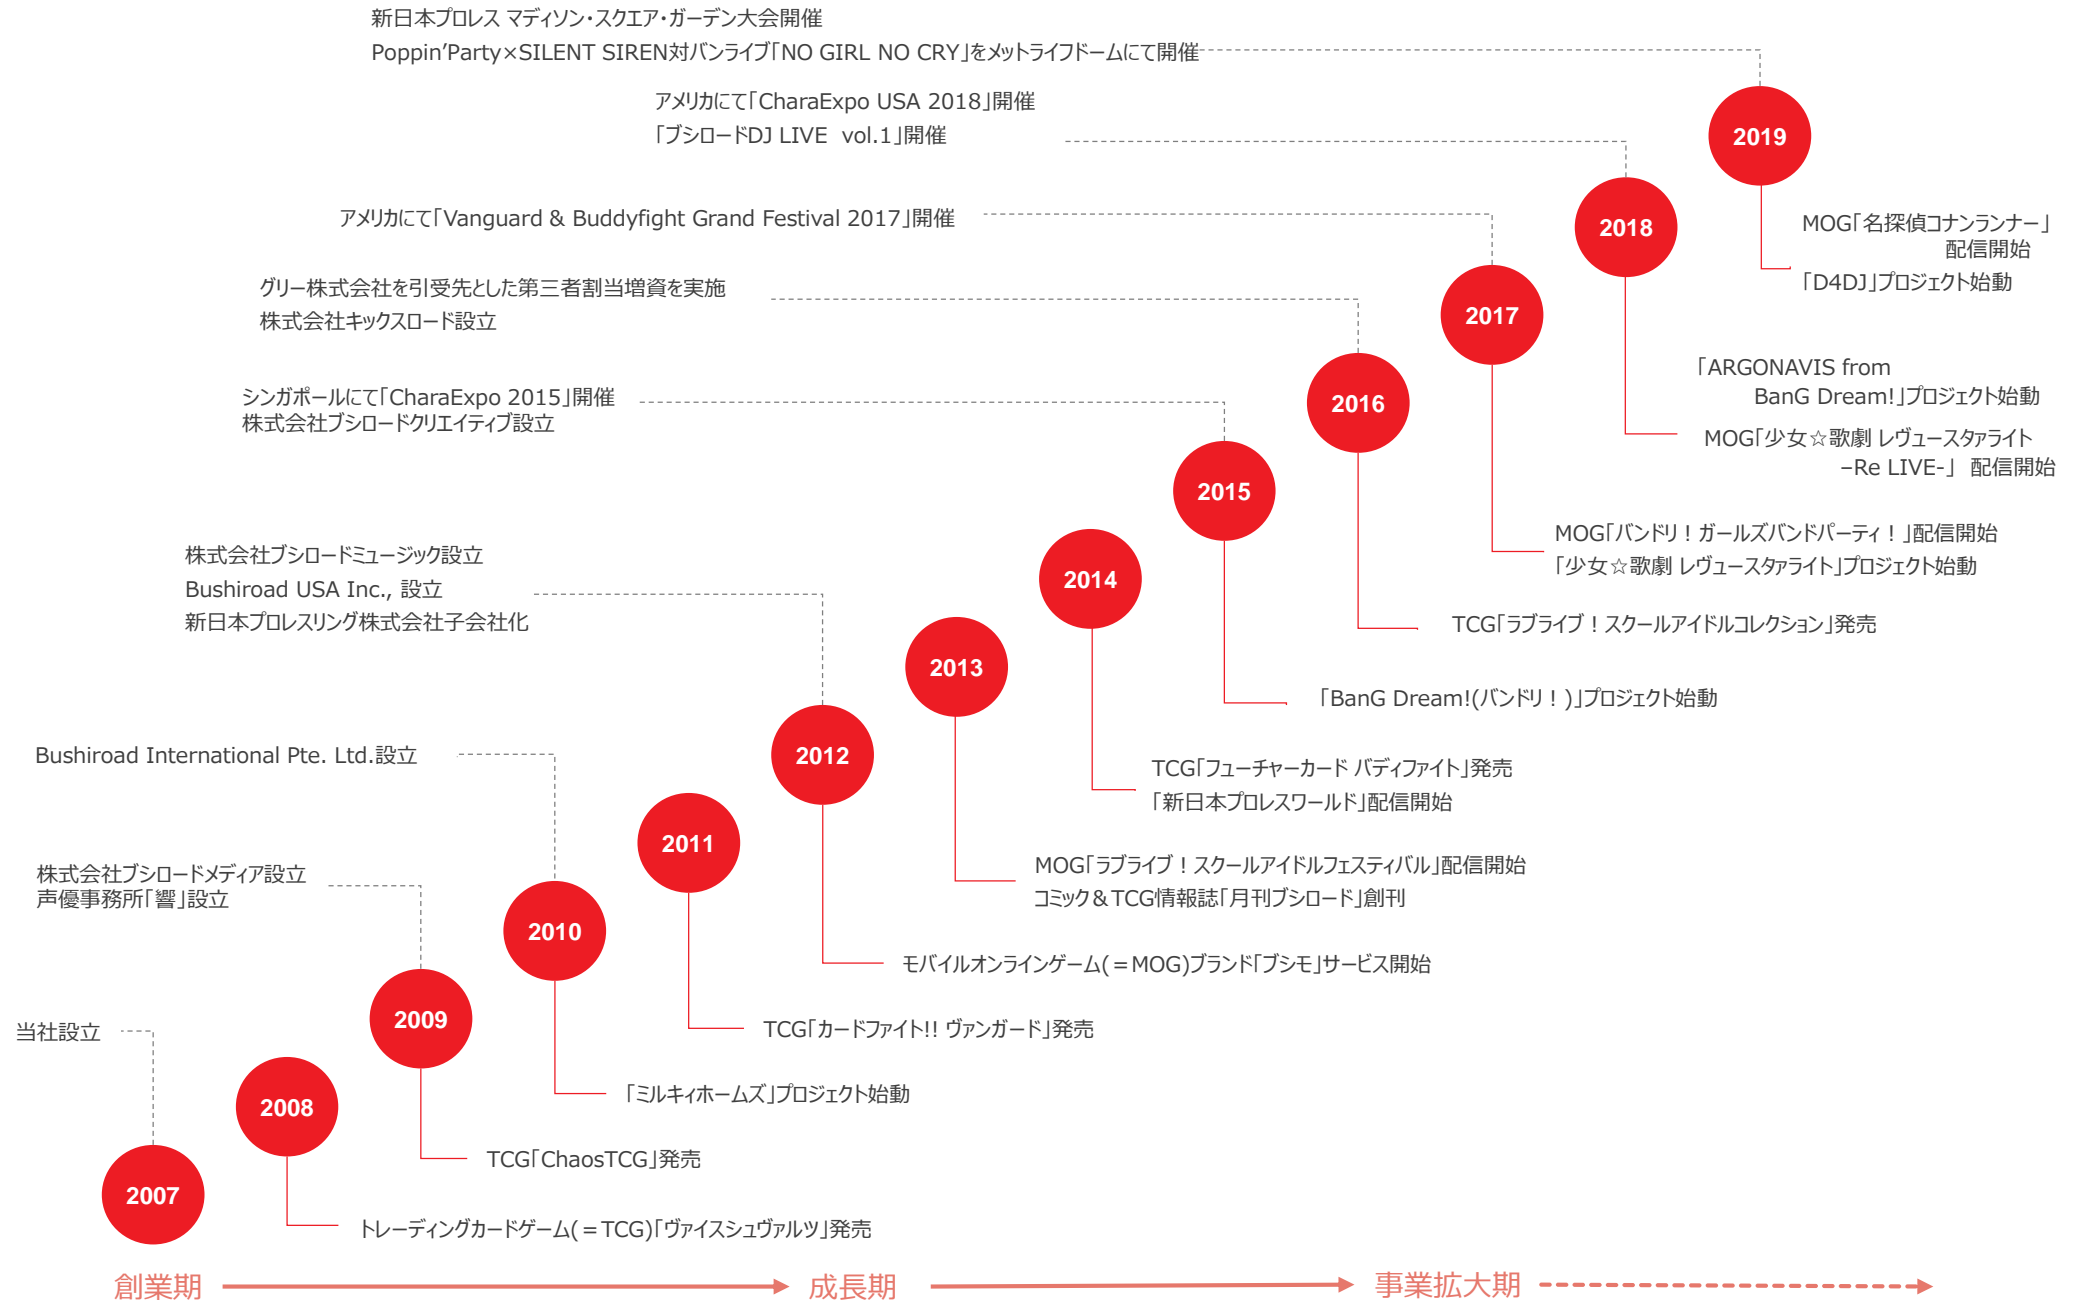 新日本プロレス マディソン・スクエア・ガーデン大会開催
Poppin’Party×SILENT SIREN対バンライブ「NO GIRL NO CRY」をメットライフドームにて開催
アメリカにて「CharaExpo USA 2018」開催
「ブシロードDJ LIVE vol.1」開催
2019
MOG「名探偵コナンランナー」
配信開始
「D4DJ」プロジェクト始動
アメリカにて「Vanguard & Buddyfight Grand Festival 2017」開催
2018
グリー株式会社を引受先とした第三者割当増資を実施
株式会社キックスロード設立
2017
「ARGONAVIS from
BanG Dream!」プロジェクト始動
MOG「少女☆歌劇 レヴュースタァライト
–Re LIVE-」 配信開始
シンガポールにて「CharaExpo 2015」開催
株式会社ブシロードクリエイティブ設立
2016
2015
MOG「バンドリ！ガールズバンドパーティ！」配信開始
「少女☆歌劇 レヴュースタァライト」プロジェクト始動
株式会社ブシロードミュージック設立
Bushiroad USA Inc., 設立
新日本プロレスリング株式会社子会社化
2014
TCG「ラブライブ！スクールアイドルコレクション」発売
2013
「BanG Dream!(バンドリ！)」プロジェクト始動
Bushiroad International Pte. Ltd.設立
2012
TCG「フューチャーカード バディファイト」発売
「新日本プロレスワールド」配信開始
2011
株式会社ブシロードメディア設立
声優事務所「響」設立
MOG「ラブライブ！スクールアイドルフェスティバル」配信開始
コミック＆TCG情報誌「月刊ブシロード」創刊
2010
モバイルオンラインゲーム(＝MOG)ブランド「ブシモ」サービス開始
当社設立
2009
TCG「カードファイト!! ヴァンガード」発売
2008
「ミルキィホームズ」プロジェクト始動
TCG「ChaosTCG」発売
2007
トレーディングカードゲーム(＝TCG)「ヴァイスシュヴァルツ」発売
創業期
成長期
事業拡大期